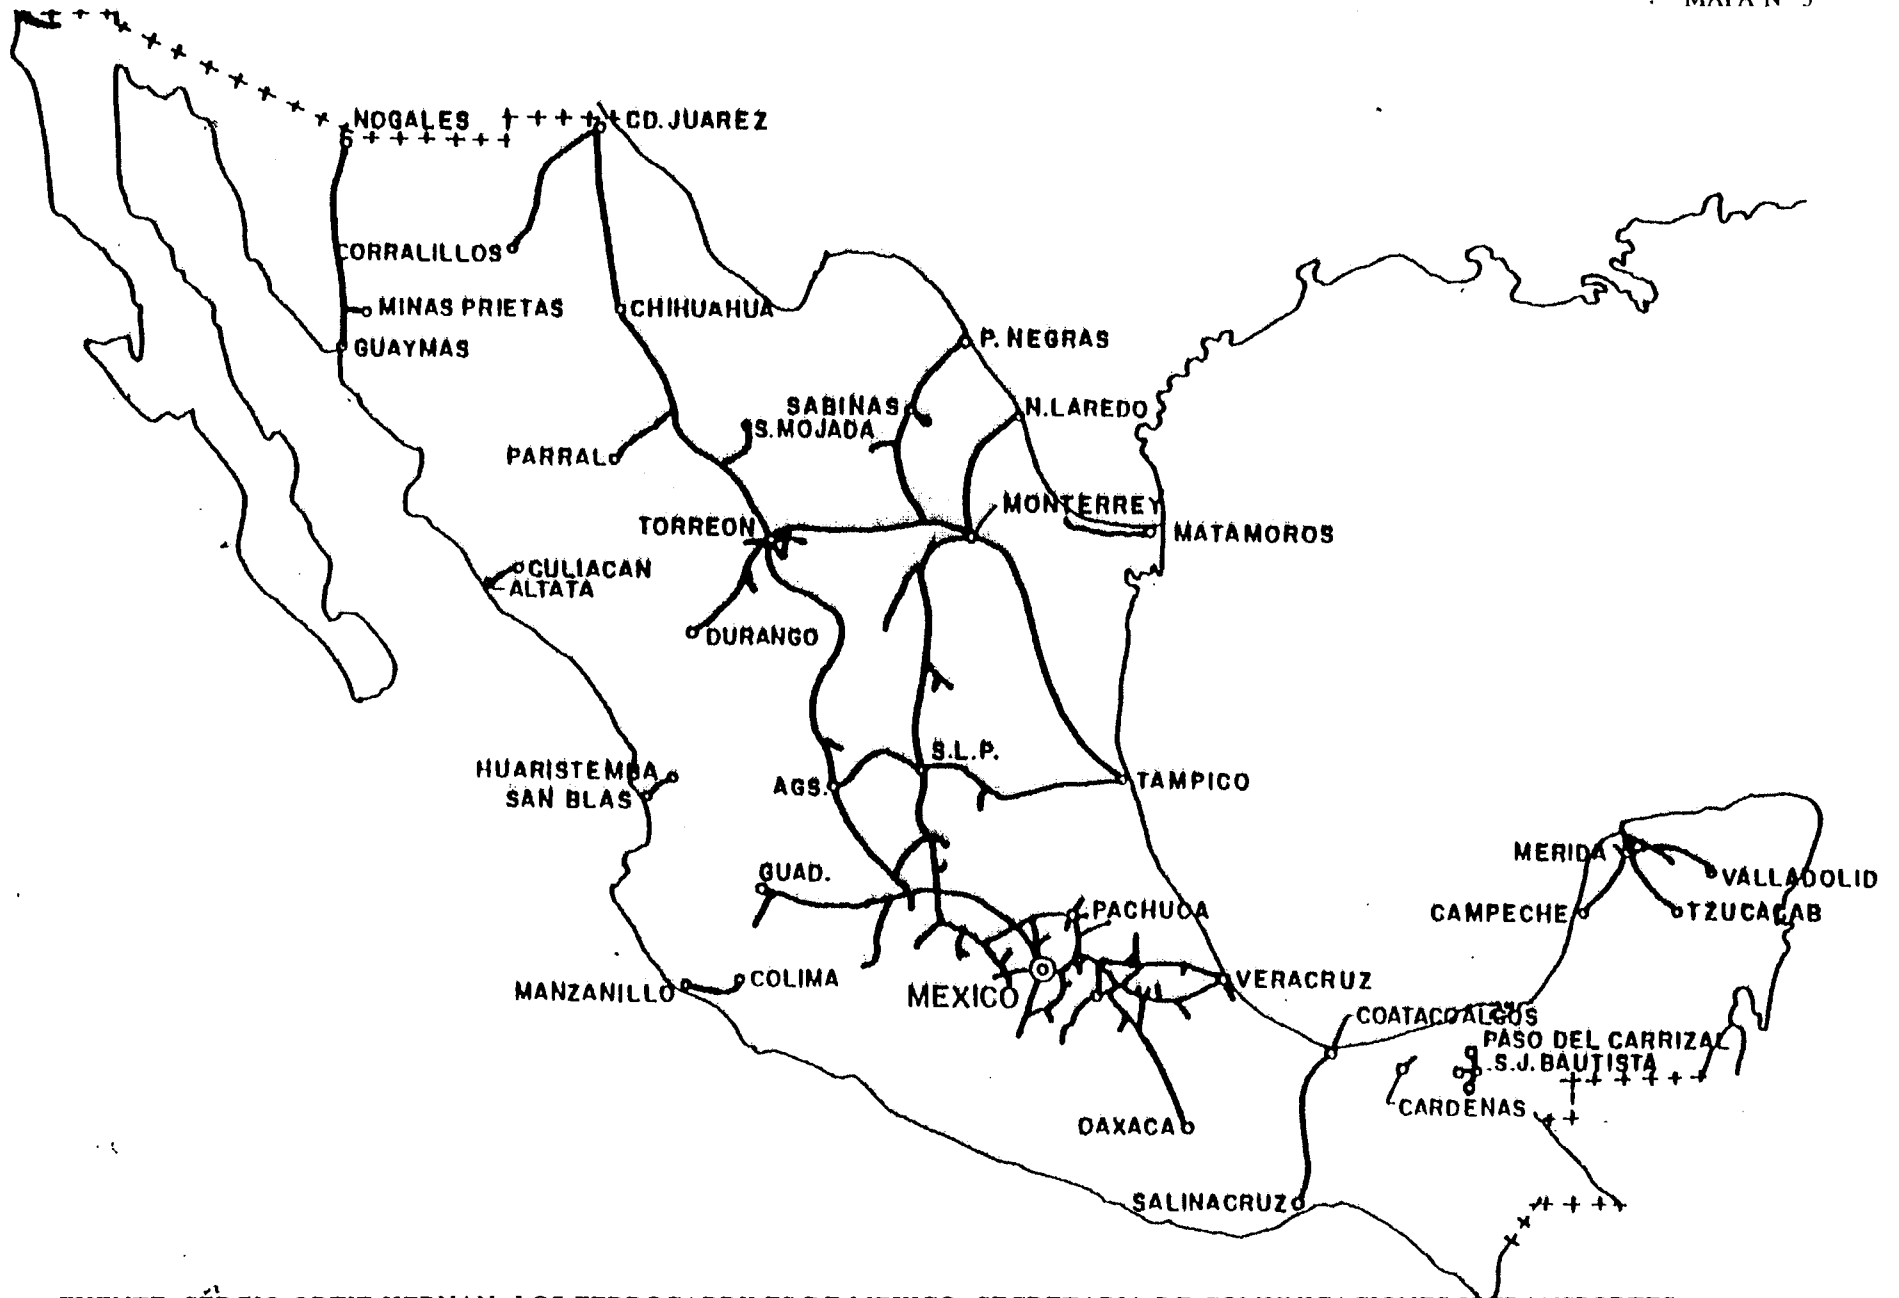 MAPA N
NOGALES
CD. JUAREZ
CORRALILLOS
MINAS PRIETAS
CHIHUAHUA
GUAYMAS
P. NEGRAS
SABINAS
N. LAREDO
S. MOJADA
PARRAL
MONTERREY
TORREON
MATAMOROS
CULIACAN
ALTATA
DURANGO
S.L.P.
HUARISTEMBA
AGS.
TAMPICO
SAN BLAS
MERIDA
GUAD.
VALLADOLID
PACHUCA
CAMPECHE
TZUCACAB
COLIMA
VERACRUZ
MANZANILLO
MEXICO
COATACOALGOS
PASO DEL CARRIZAL
S.J. BAUTISTA
CARDENAS
OAXACA
SALINACRUZ